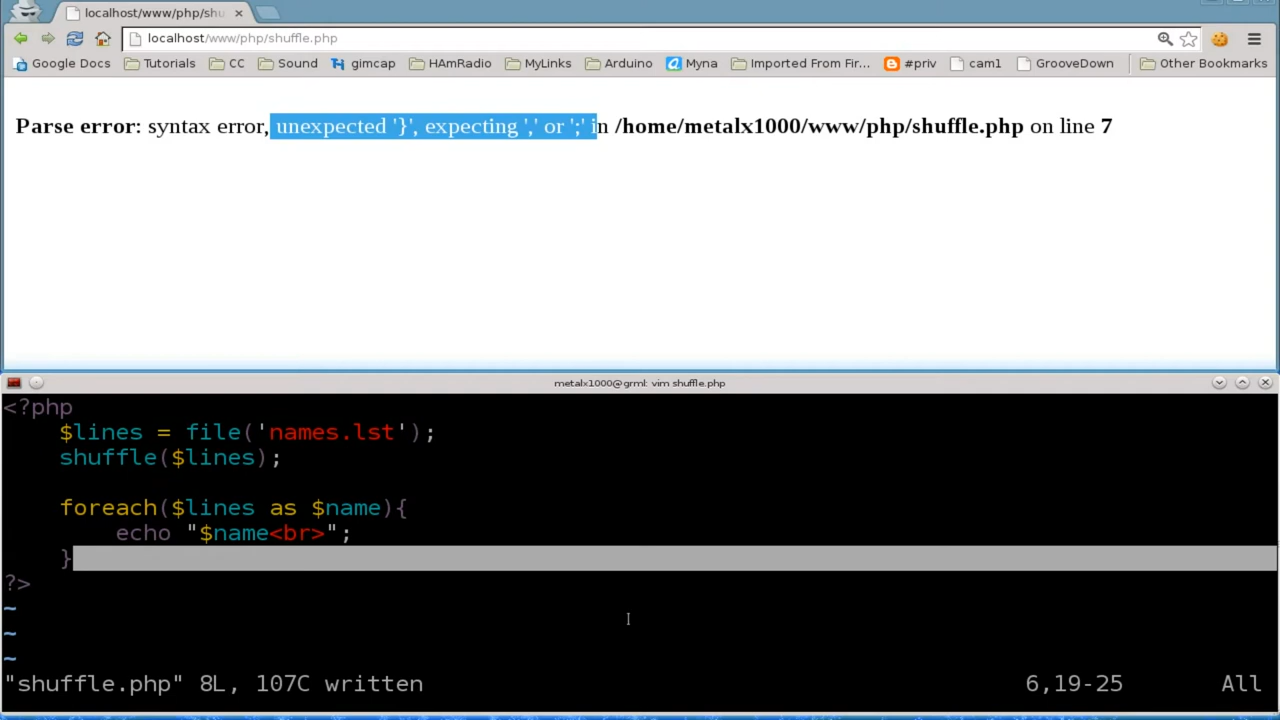 localhost/www/php/shu
localhost/www/php/shuffle.php
Google Docs Tutorials CC Sound gimcap HAmRadio MyLinks Arduino Myna Imported From Fir... #priv cam1 GrooveDown Other Bookmarks
Parse error: syntax error, unexpected '}', expecting ',' or ';' in /home/metalx1000/www/php/shuffle.php on line 7
metalx1000@grml: vim shuffle.php
<?php
$lines = file('names.lst');
shuffle($lines);
foreach($lines as $name){
echo "$name<br>";
}
?>
~
~
~
"shuffle.php" 8L, 107C written 6,19-25 All